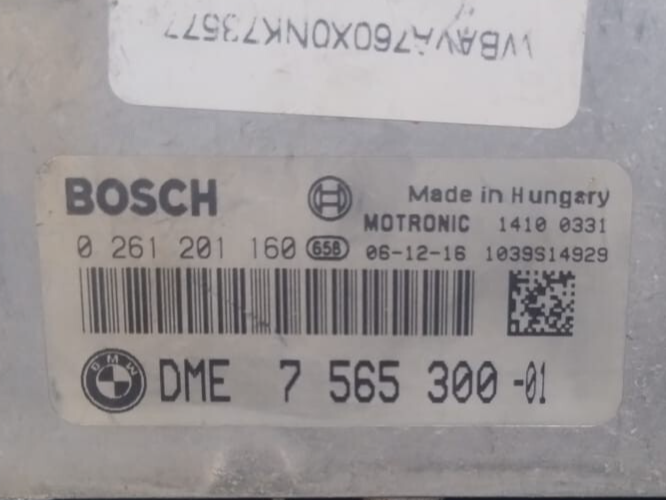 WBAVA760X0NK73577
BOSCH
Made in Hungary
MOTRONIC 1410 0331
0 261 201 160 658 06-12-16 1039S14929
BMW
DME 7 565 300 -01